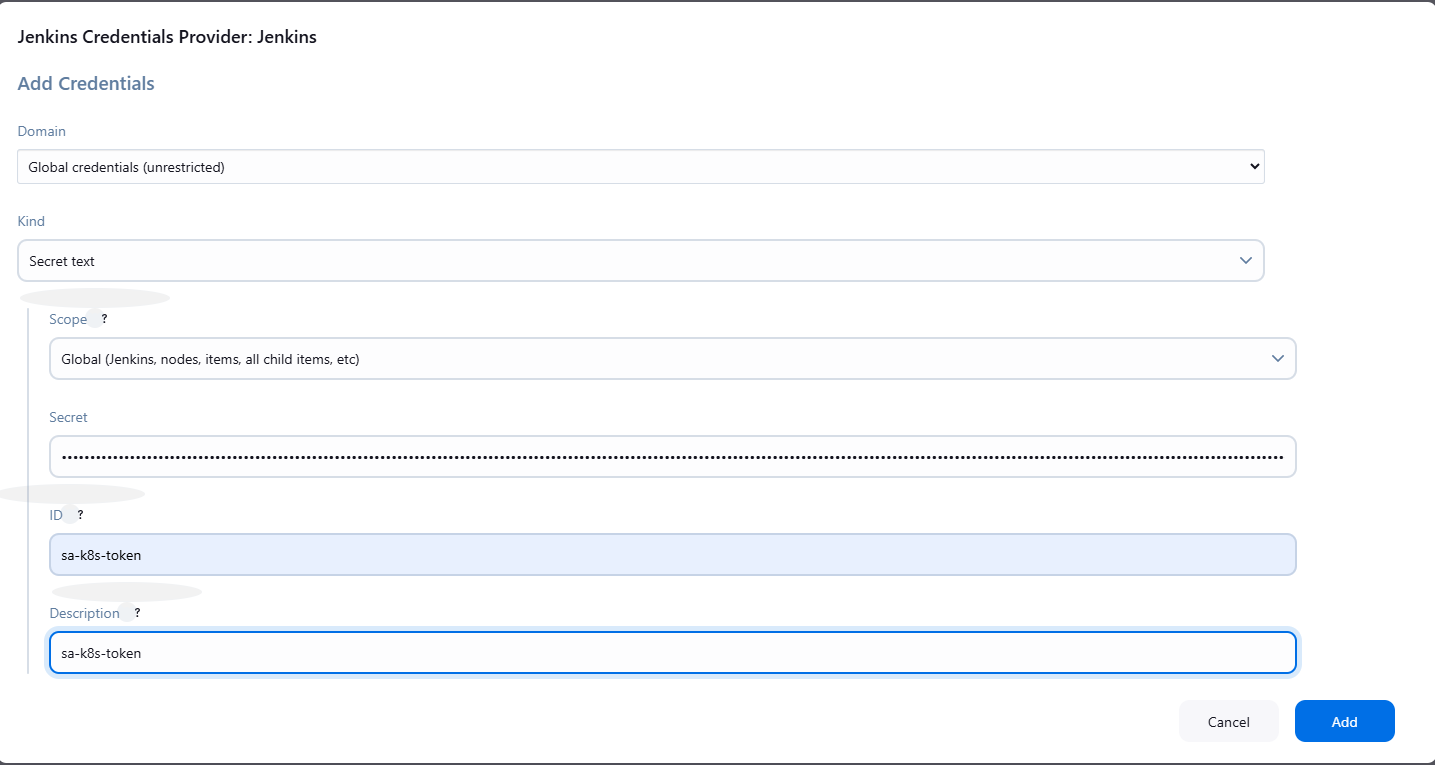 Jenkins Credentials Provider: Jenkins
Add Credentials
Domain
Global credentials (unrestricted)
Kind
Secret text
Scope ?
Global (Jenkins, nodes, items, all child items, etc)
Secret
ID ?
sa-k8s-token
Description ?
sa-k8s-token
Cancel Add